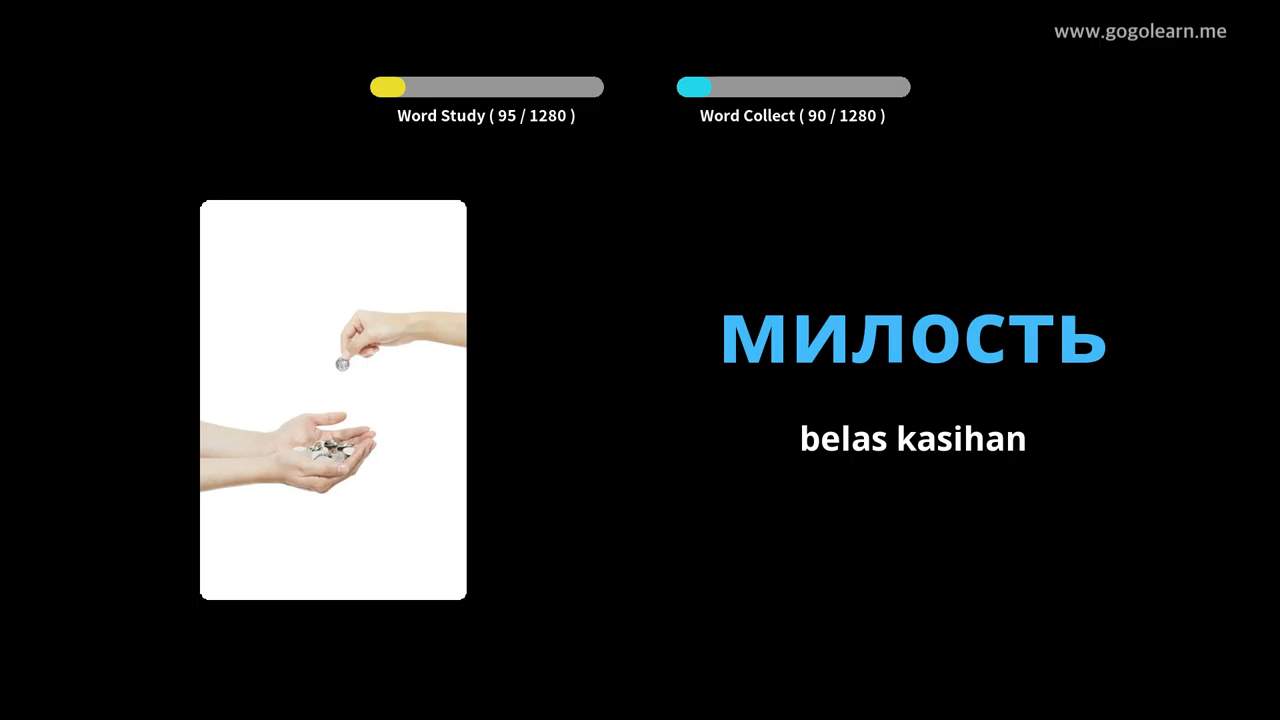 www.gogolearn.me
Word Study ( 95 / 1280 )
Word Collect ( 90 / 1280 )
милость
belas kasihan